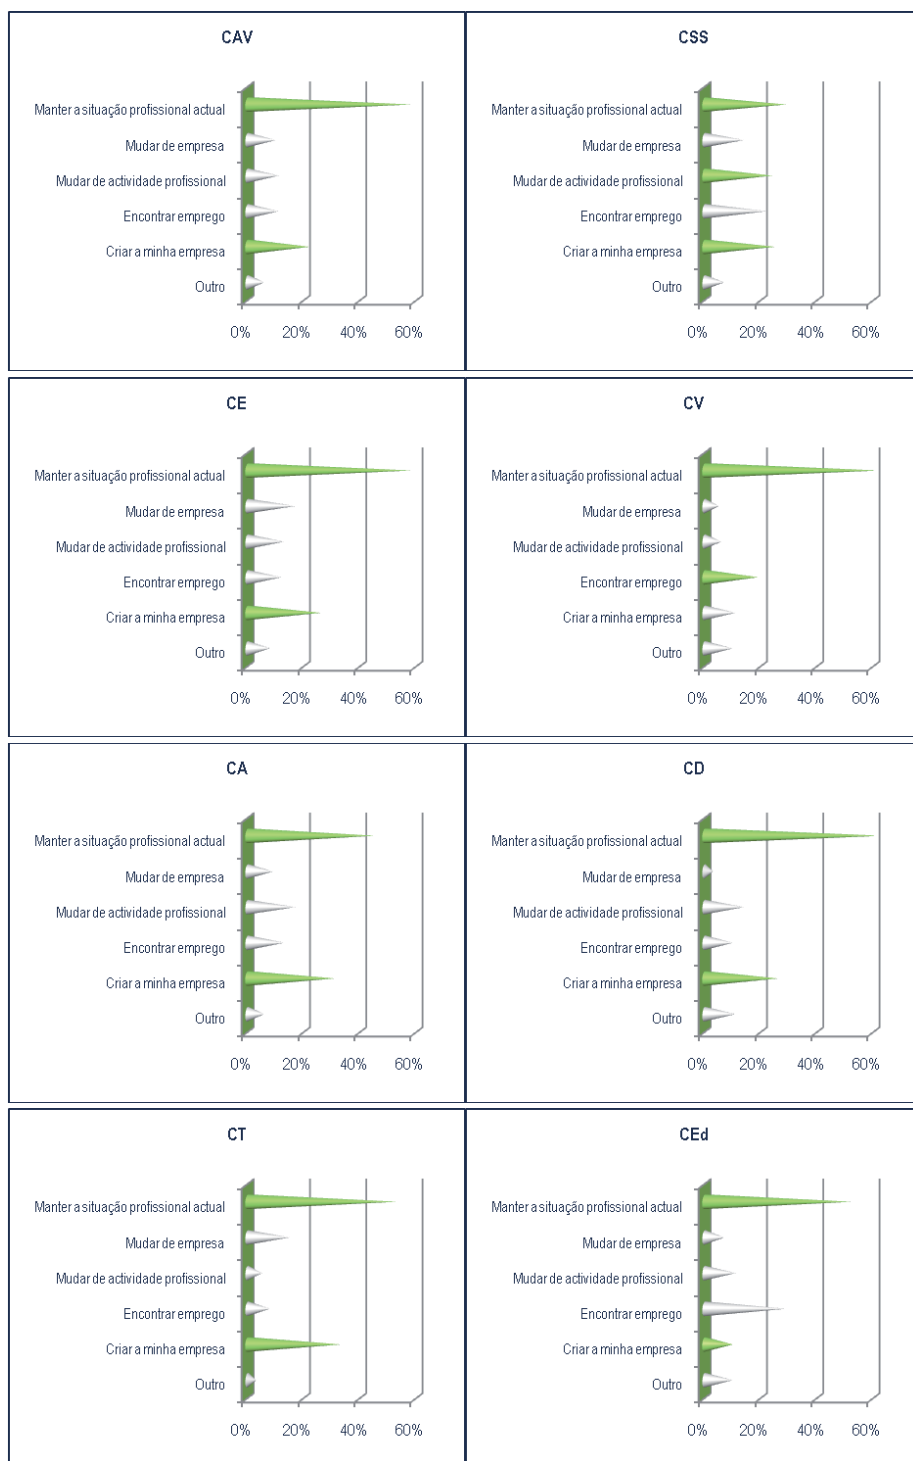 CAV
Manter a situação profissional actual
Mudar de empresa
Mudar de actividade profissional
Encontrar emprego
Criar a minha empresa
Outro
0% 20% 40% 60%
CSS
Manter a situação profissional actual
Mudar de empresa
Mudar de actividade profissional
Encontrar emprego
Criar a minha empresa
Outro
0% 20% 40% 60%
CE
Manter a situação profissional actual
Mudar de empresa
Mudar de actividade profissional
Encontrar emprego
Criar a minha empresa
Outro
0% 20% 40% 60%
CV
Manter a situação profissional actual
Mudar de empresa
Mudar de actividade profissional
Encontrar emprego
Criar a minha empresa
Outro
0% 20% 40% 60%
CA
Manter a situação profissional actual
Mudar de empresa
Mudar de actividade profissional
Encontrar emprego
Criar a minha empresa
Outro
0% 20% 40% 60%
CD
Manter a situação profissional actual
Mudar de empresa
Mudar de actividade profissional
Encontrar emprego
Criar a minha empresa
Outro
0% 20% 40% 60%
CT
Manter a situação profissional actual
Mudar de empresa
Mudar de actividade profissional
Encontrar emprego
Criar a minha empresa
Outro
0% 20% 40% 60%
CEd
Manter a situação profissional actual
Mudar de empresa
Mudar de actividade profissional
Encontrar emprego
Criar a minha empresa
Outro
0% 20% 40% 60%